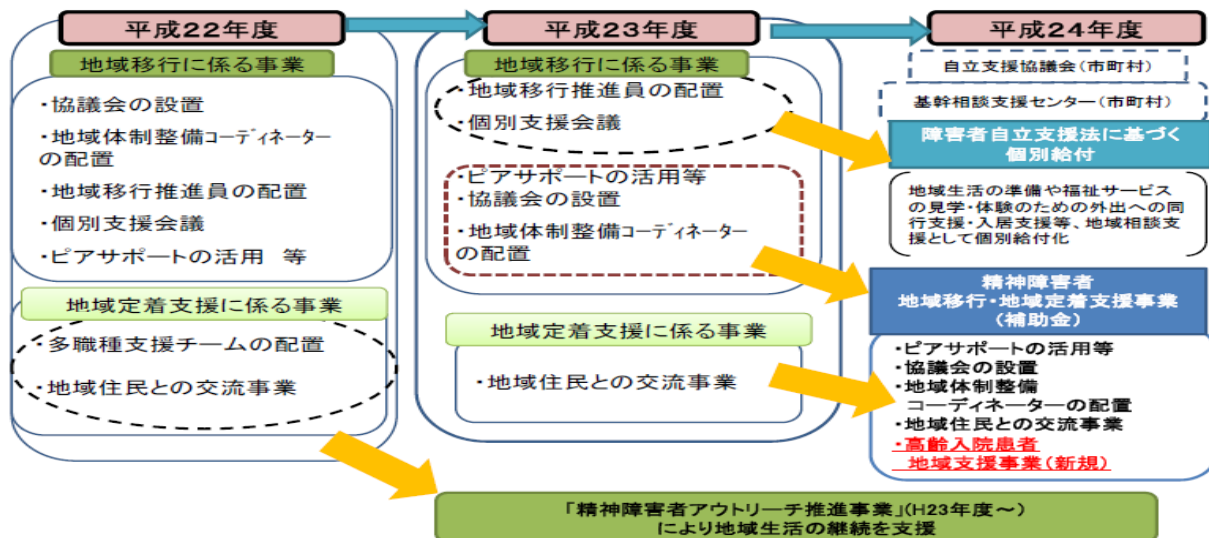 平成22年度
地域移行に係る事業
・協議会の設置
・地域体制整備コーディネーター
の配置
・地域移行推進員の配置
・個別支援会議
・ピアサポートの活用 等
地域定着支援に係る事業
・多職種支援チームの配置
・地域住民との交流事業
平成23年度
地域移行に係る事業
・地域移行推進員の配置
・個別支援会議
・ピアサポートの活用等
・協議会の設置
・地域体制整備コーディネーター
の配置
地域定着支援に係る事業
・地域住民との交流事業
平成24年度
自立支援協議会(市町村)
基幹相談支援センター(市町村)
障害者自立支援法に基づく
個別給付
地域生活の準備や福祉サービス
の見学・体験のための外出への同
行支援・入居支援等、地域相談支
援として個別給付化
精神障害者
地域移行・地域定着支援事業
(補助金)
・ピアサポートの活用等
・協議会の設置
・地域体制整備
コーディネーターの配置
・地域住民との交流事業
・高齢入院患者
地域支援事業(新規)
「精神障害者アウトリーチ推進事業」(H23年度~)
により地域生活の継続を支援